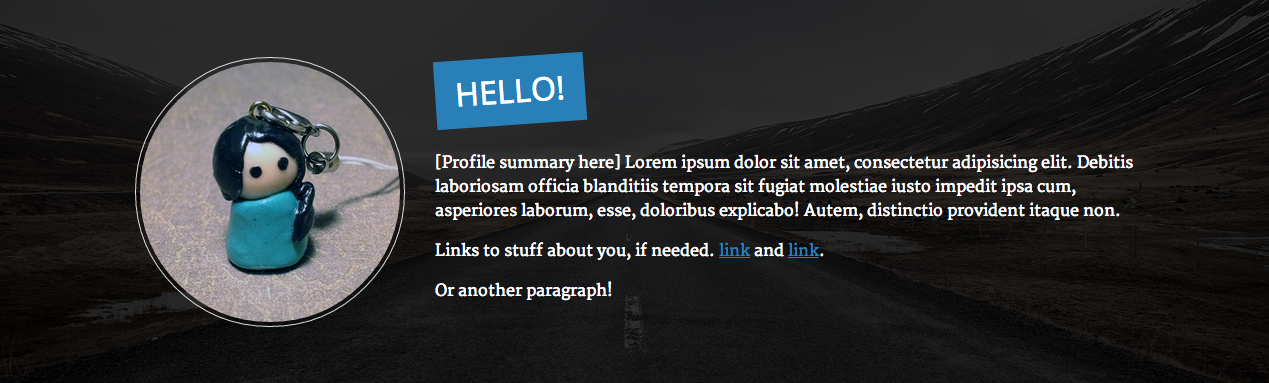 HELLO!
[Profile summary here] Lorem ipsum dolor sit amet, consectetur adipisicing elit. Debitis
laboriosam officia blanditiis tempora sit fugiat molestiae iusto impedit ipsa cum,
asperiores laborum, esse, doloribus explicabo! Autem, distinctio provident itaque non.
Links to stuff about you, if needed. link and link.
Or another paragraph!